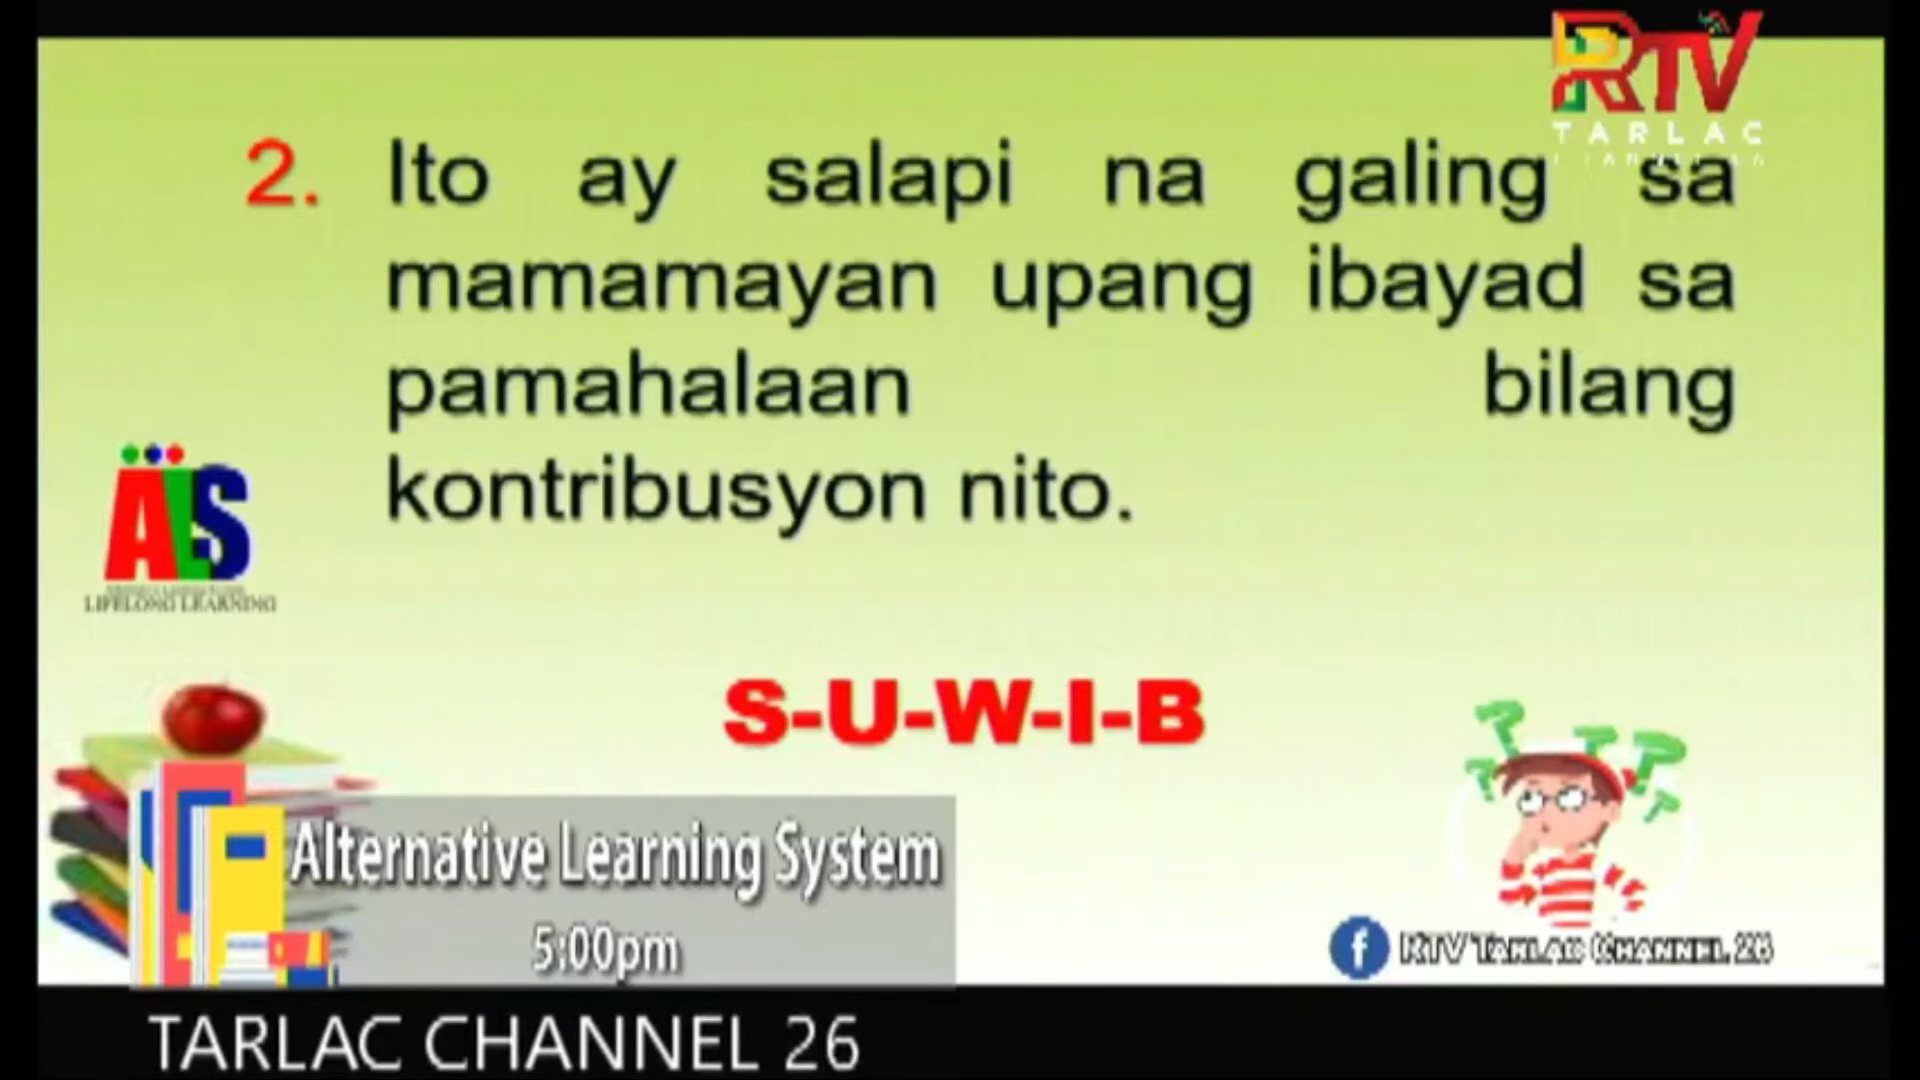 RTV
TARLAC
2. Ito ay salapi na galing sa
mamamayan upang ibayad sa
pamahalaan bilang
kontribusyon nito.
ALS
LIFELONG LEARNING
S-U-W-I-B
Alternative Learning System
5:00pm
f RTV TARLAC CHANNEL 26
TARLAC CHANNEL 26